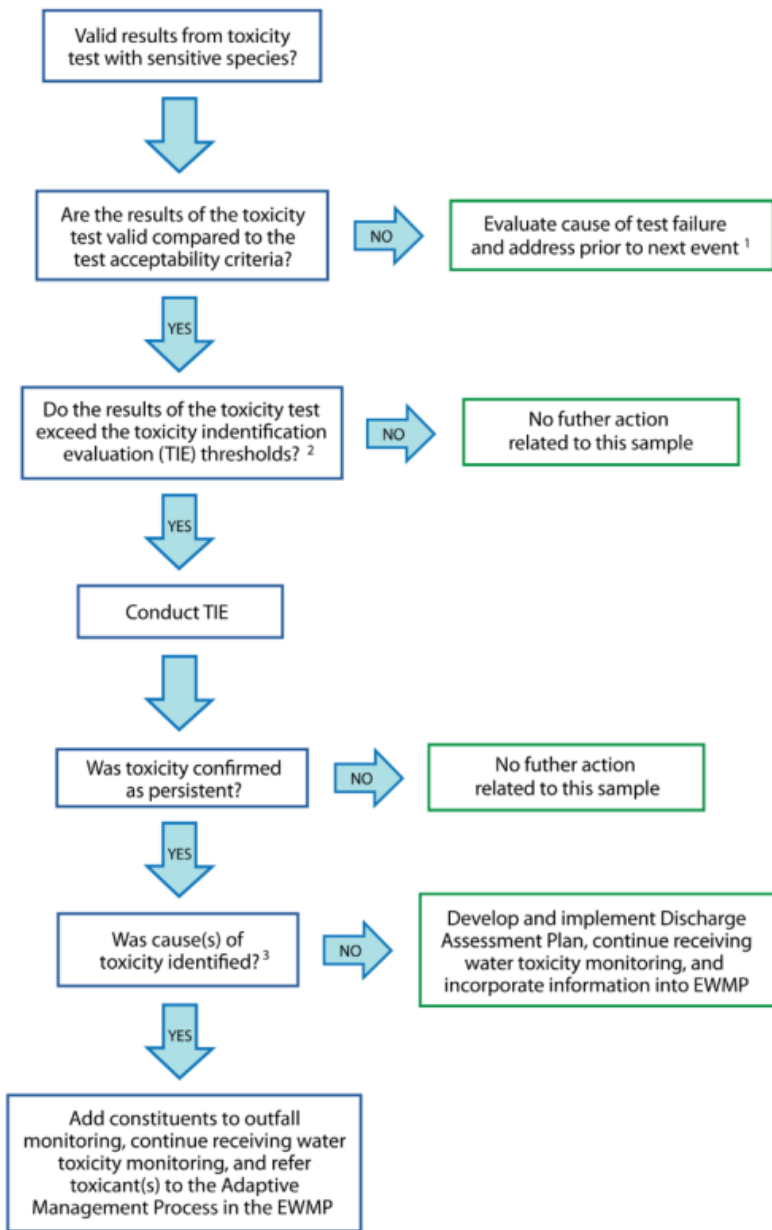 Valid results from toxicity
test with sensitive species?
Are the results of the toxicity
test valid compared to the
test acceptability criteria?
NO
Evaluate cause of test failure
and address prior to next event 1
YES
Do the results of the toxicity test
exceed the toxicity indentification
evaluation (TIE) thresholds? 2
NO
No futher action
related to this sample
YES
Conduct TIE
Was toxicity confirmed
as persistent?
NO
No futher action
related to this sample
YES
Was cause(s) of
toxicity identified? 3
NO
Develop and implement Discharge
Assessment Plan, continue receiving
water toxicity monitoring, and
incorporate information into EWMP
YES
Add constituents to outfall
monitoring, continue receiving water
toxicity monitoring, and refer
toxicant(s) to the Adaptive
Management Process in the EWMP